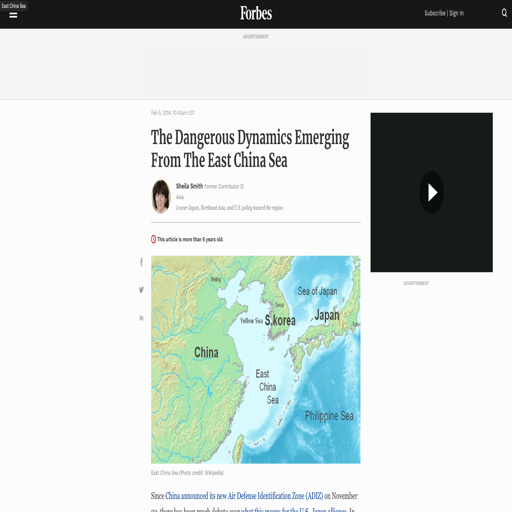 East China Sea
Forbes
Subscribe | Sign In
ADVERTISEMENT
Feb 5, 2014, 10:42am EST
The Dangerous Dynamics Emerging
From The East China Sea
Sheila Smith Former Contributor
Asia
I cover Japan, Northeast Asia, and U.S. policy toward the region.
This article is more than 6 years old.
Beijing
Sea of Japan
Seoul
Yellow Sea
S.korea
Japan
China
East
China
Sea
Philippine Sea
ADVERTISEMENT
East China Sea (Photo credit: Wikipedia)
Since China announced its new Air Defense Identification Zone (ADIZ) on November
23, there has been much debate over what this means for the U.S.-Japan alliance. In